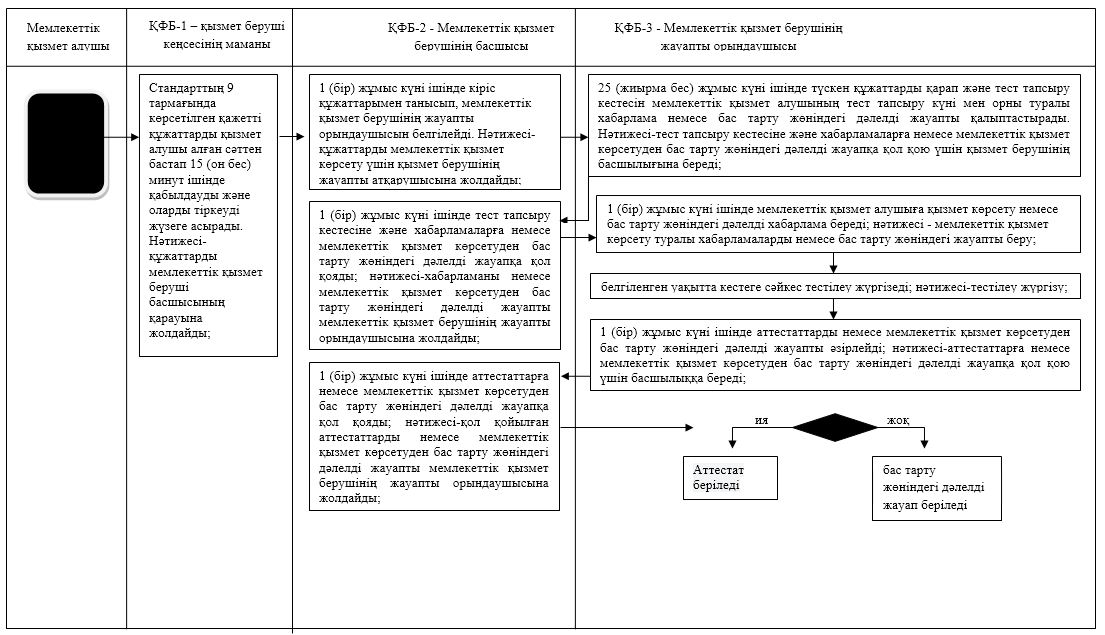 Мемлекеттік
қызмет алушы
ҚФБ-1 – қызмет беруші
кеңсесінің маманы
ҚФБ-2 - Мемлекеттік қызмет
берушінің басшысы
ҚФБ-3 - Мемлекеттік қызмет берушінің
жауапты орындаушысы
Стандарттың 9
тармағында
көрсетілген қажетті
құжаттарды қызмет
алушы алған сәттен
бастап 15 (он бес)
минут ішінде
қабылдауды және
оларды тіркеуді
жүзеге асырады.
Нәтижесі-
құжаттарды
мемлекеттік қызмет
беруші
басшысының
қарауына
жолдайды;
1 (бір) жұмыс күні ішінде кіріс
құжаттарымен танысып, мемлекеттік
қызмет берушінің жауапты
орындаушысын белгілейді. Нәтижесі-
құжаттарды мемлекеттік қызмет
көрсету үшін қызмет берушінің
жауапты атқарушысына жолдайды;
1 (бір) жұмыс күні ішінде тест тапсыру
кестесіне және хабарламаларға немесе
мемлекеттік қызмет көрсетуден бас
тарту жөніндегі дәлелді жауапқа қол
қояды; нәтижесі-хабарламаны немесе
мемлекеттік қызмет көрсетуден бас
тарту жөніндегі дәлелді жауапты
мемлекеттік қызмет берушінің жауапты
орындаушысына жолдайды;
1 (бір) жұмыс күні ішінде аттестаттарға
немесе мемлекеттік қызмет көрсетуден
бас тарту жөніндегі дәлелді жауапқа
қол қояды; нәтижесі-қол қойылған
аттестаттарды немесе мемлекеттік
қызмет көрсетуден бас тарту жөніндегі
дәлелді жауапты мемлекеттік қызмет
берушінің жауапты орындаушысына
жолдайды;
25 (жиырма бес) жұмыс күні ішінде түскен құжаттарды қарап және тест тапсыру
кестесін мемлекеттік қызмет алушының тест тапсыру күні мен орны туралы
хабарлама немесе бас тарту жөніндегі дәлелді жауапты қалыптастырады.
Нәтижесі-тест тапсыру кестесіне және хабарламаларға немесе мемлекеттік қызмет
көрсетуден бас тарту жөніндегі дәлелді жауапқа қол қою үшін қызмет берушінің
басшылығына береді;
1 (бір) жұмыс күні ішінде мемлекеттік қызмет алушыға қызмет көрсету немесе
бас тарту жөніндегі дәлелді хабарлама береді; нәтижесі - мемлекеттік қызмет
көрсету туралы хабарламаларды немесе бас тарту жөніндегі жауапты беру;
белгіленген уақытта кестеге сәйкес тестілеу жүргізеді; нәтижесі-тестілеу жүргізу;
1 (бір) жұмыс күні ішінде аттестаттарды немесе мемлекеттік қызмет көрсетуден
бас тарту жөніндегі дәлелді жауапты әзірлейді; нәтижесі-аттестаттарға немесе
мемлекеттік қызмет көрсетуден бас тарту жөніндегі дәлелді жауапқа қол қою
үшін басшылыққа береді;
ия
жоқ
Аттестат
беріледі
бас тарту
жөніндегі дәлелді
жауап беріледі